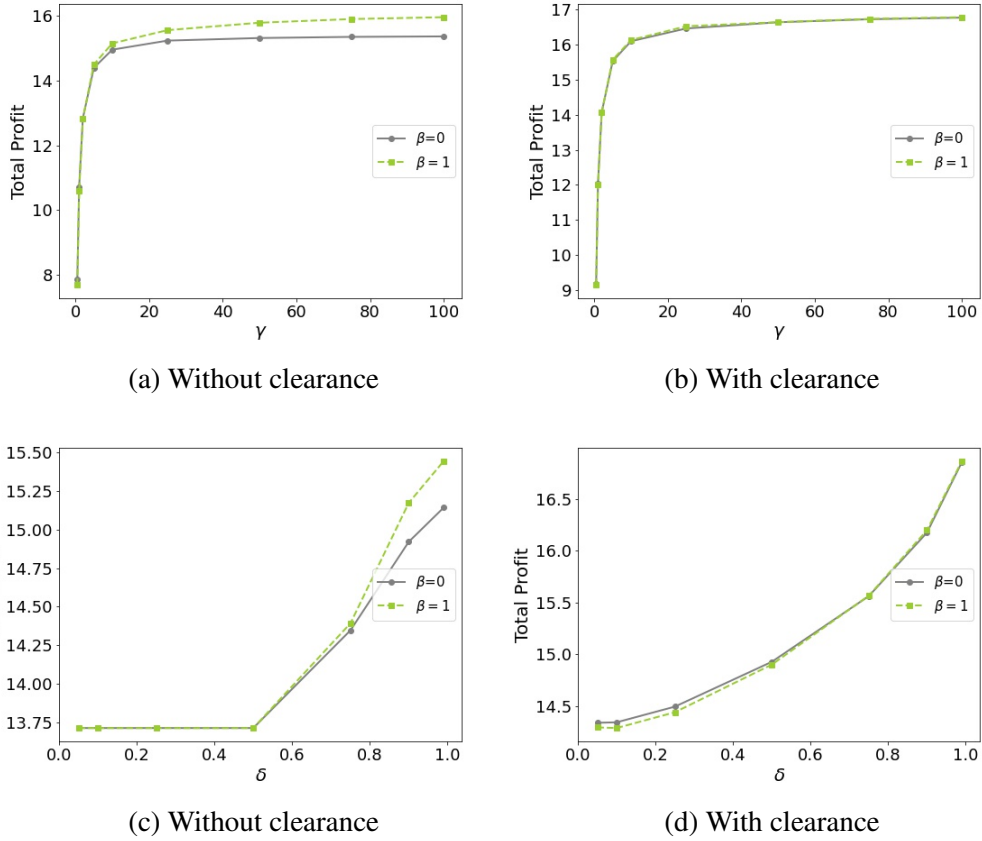 16
14
12
10
8
Total Profit
β=0
β = 1
0 20 40 60 80 100
γ
(a) Without clearance
17
16
15
14
13
12
11
10
9
Total Profit
β=0
β = 1
0 20 40 60 80 100
γ
(b) With clearance
15.50
15.25
15.00
14.75
14.50
14.25
14.00
13.75
β=0
β = 1
0.0 0.2 0.4 0.6 0.8 1.0
δ
(c) Without clearance
16.5
16.0
15.5
15.0
14.5
Total Profit
β=0
β = 1
0.0 0.2 0.4 0.6 0.8 1.0
δ
(d) With clearance